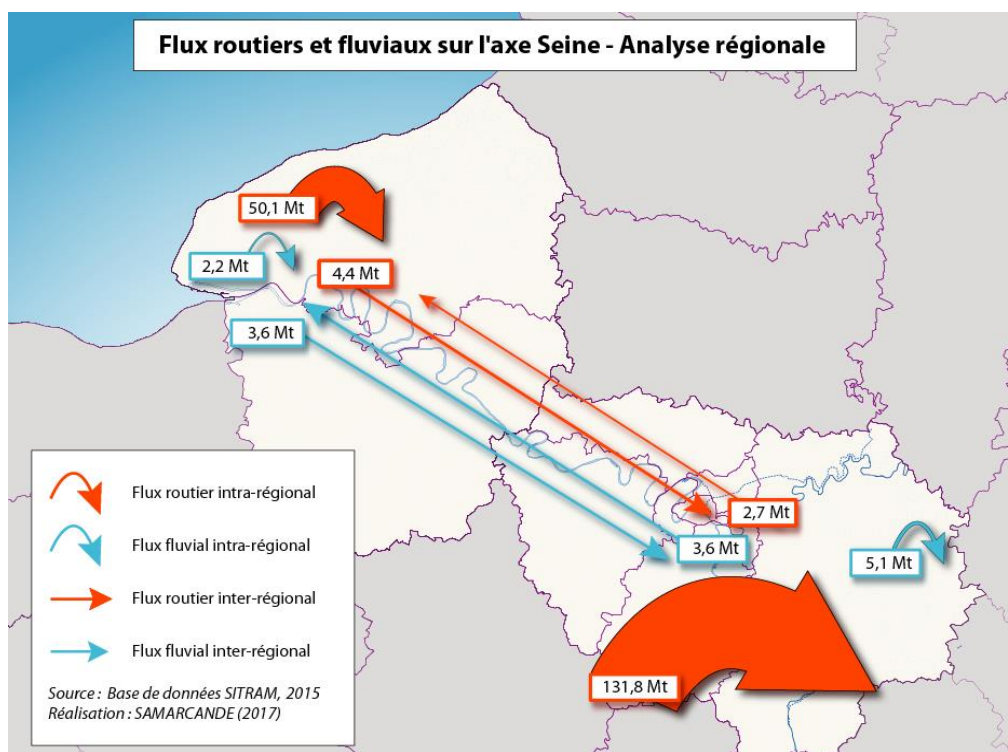 Flux routiers et fluviaux sur l'axe Seine - Analyse régionale
50,1 Mt
2,2 Mt
4,4 Mt
3,6 Mt
2,7 Mt
3,6 Mt
5,1 Mt
131,8 Mt
Flux routier intra-régional
Flux fluvial intra-régional
Flux routier inter-régional
Flux fluvial inter-régional
Source : Base de données SITRAM, 2015
Réalisation : SAMARCANDE (2017)